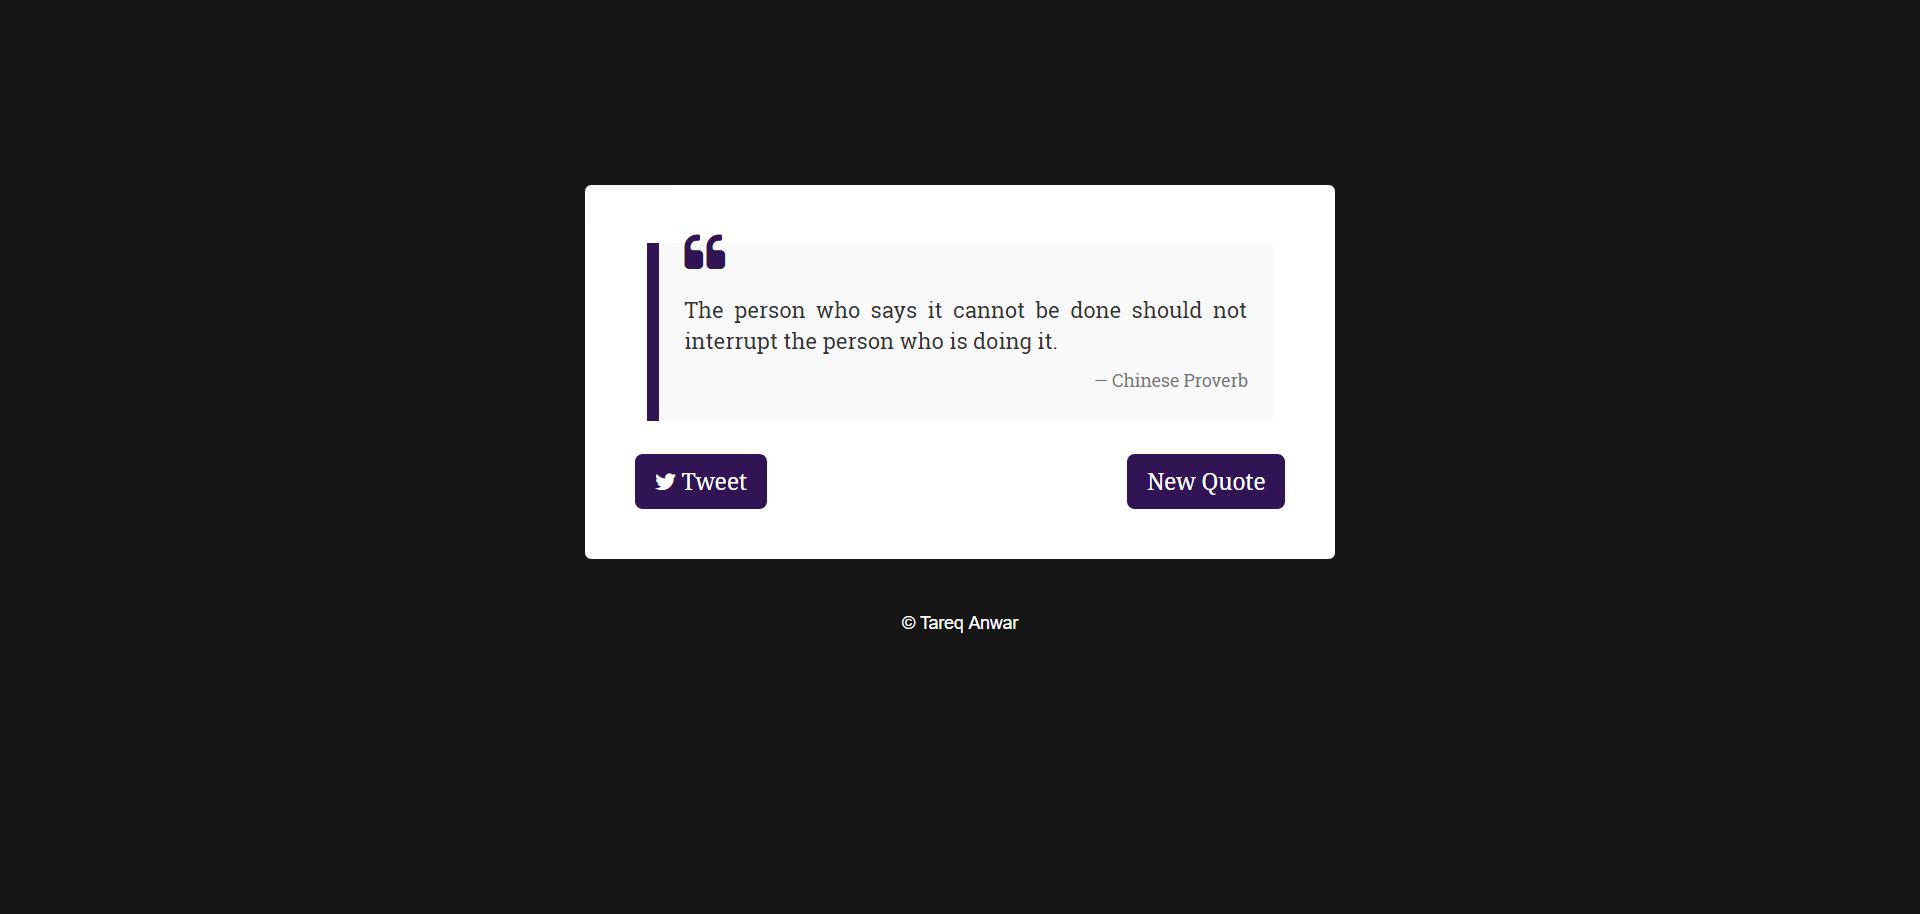 The person who says it cannot be done should not
interrupt the person who is doing it.
— Chinese Proverb
Tweet
New Quote
© Tareq Anwar